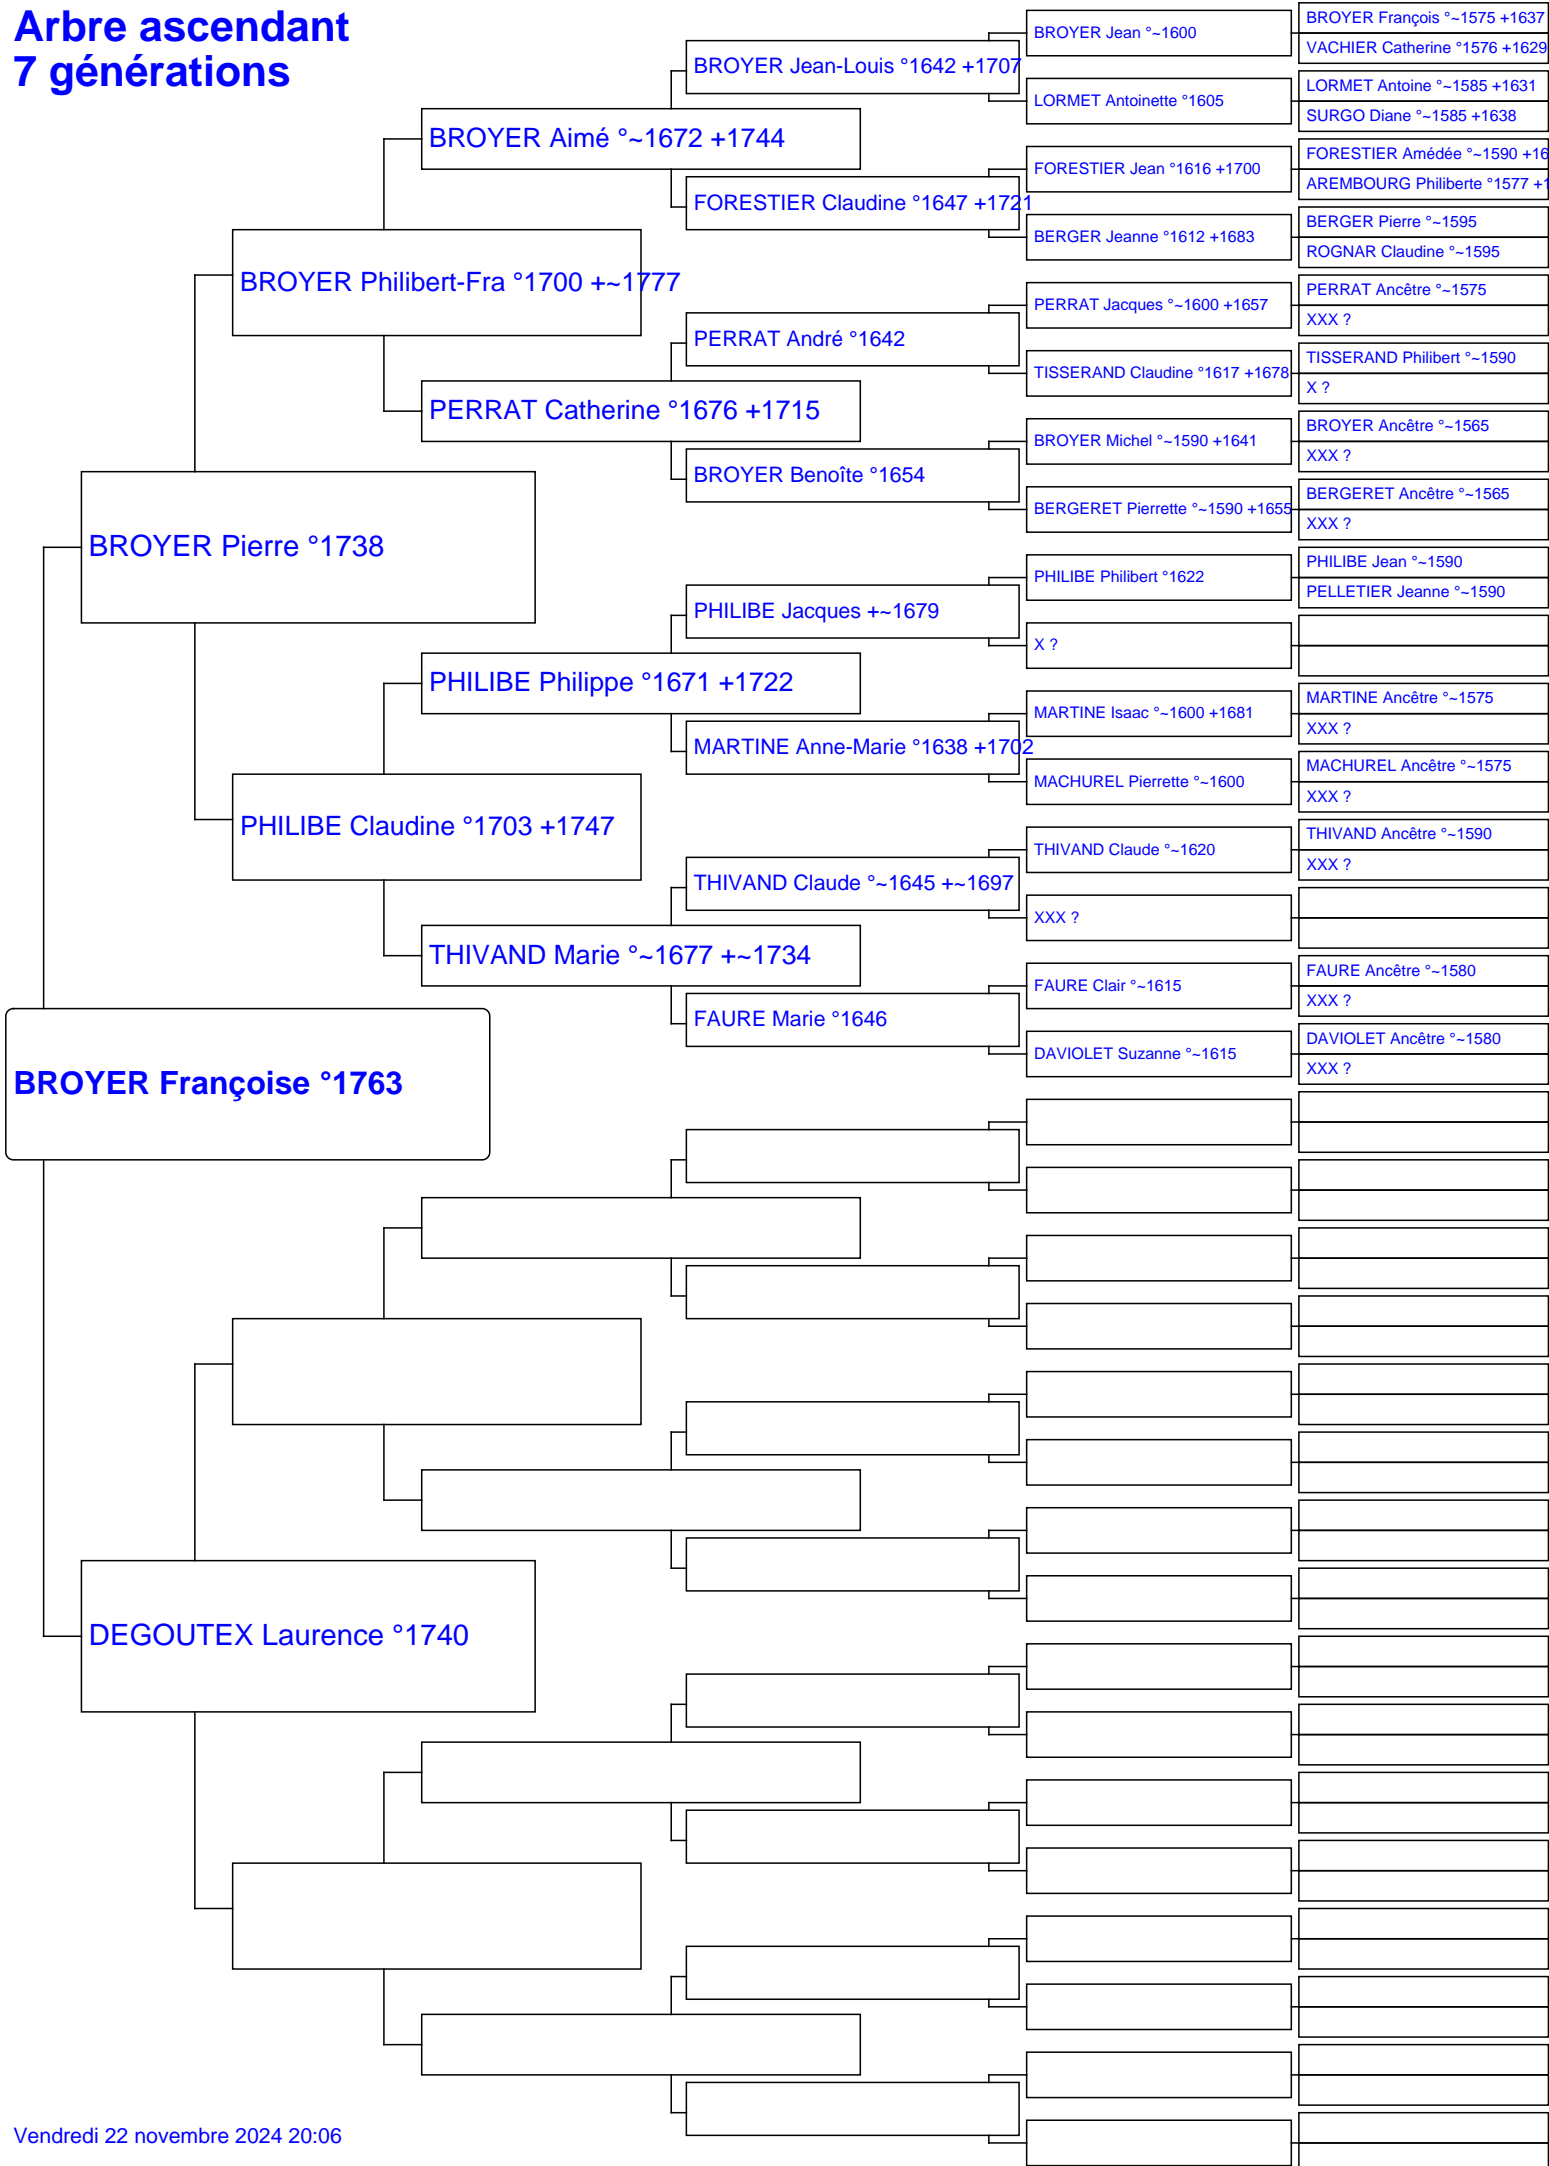 Arbre ascendant
7 générations
BROYER Françoise °1763
BROYER Pierre °1738
DEGOUTEX Laurence °1740
BROYER Philibert-Fra °1700 +~1777
PHILIBE Claudine °1703 +1747
BROYER Aimé °~1672 +1744
PERRAT Catherine °1676 +1715
PHILIBE Philippe °1671 +1722
THIVAND Marie °~1677 +~1734
BROYER Jean-Louis °1642 +1707
FORESTIER Claudine °1647 +1721
PERRAT André °1642
BROYER Benoîte °1654
PHILIBE Jacques +~1679
MARTINE Anne-Marie °1638 +1702
THIVAND Claude °~1645 +~1697
FAURE Marie °1646
BROYER Jean °~1600
LORMET Antoinette °1605
FORESTIER Jean °1616 +1700
BERGER Jeanne °1612 +1683
PERRAT Jacques °~1600 +1657
TISSERAND Claudine °1617 +1678
BROYER Michel °~1590 +1641
BERGERET Pierrette °~1590 +1655
PHILIBE Philibert °1622
X ?
MARTINE Isaac °~1600 +1681
MACHUREL Pierrette °~1600
THIVAND Claude °~1620
XXX ?
FAURE Clair °~1615
DAVIOLET Suzanne °~1615
BROYER François °~1575 +1637
VACHIER Catherine °1576 +1629
LORMET Antoine °~1585 +1631
SURGO Diane °~1585 +1638
FORESTIER Amédée °~1590 +16
AREMBOURG Philiberte °1577 +1
BERGER Pierre °~1595
ROGNAR Claudine °~1595
PERRAT Ancêtre °~1575
XXX ?
TISSERAND Philibert °~1590
X ?
BROYER Ancêtre °~1565
XXX ?
BERGERET Ancêtre °~1565
XXX ?
PHILIBE Jean °~1590
PELLETIER Jeanne °~1590
MARTINE Ancêtre °~1575
XXX ?
MACHUREL Ancêtre °~1575
XXX ?
THIVAND Ancêtre °~1590
XXX ?
FAURE Ancêtre °~1580
XXX ?
DAVIOLET Ancêtre °~1580
XXX ?
Vendredi 22 novembre 2024 20:06